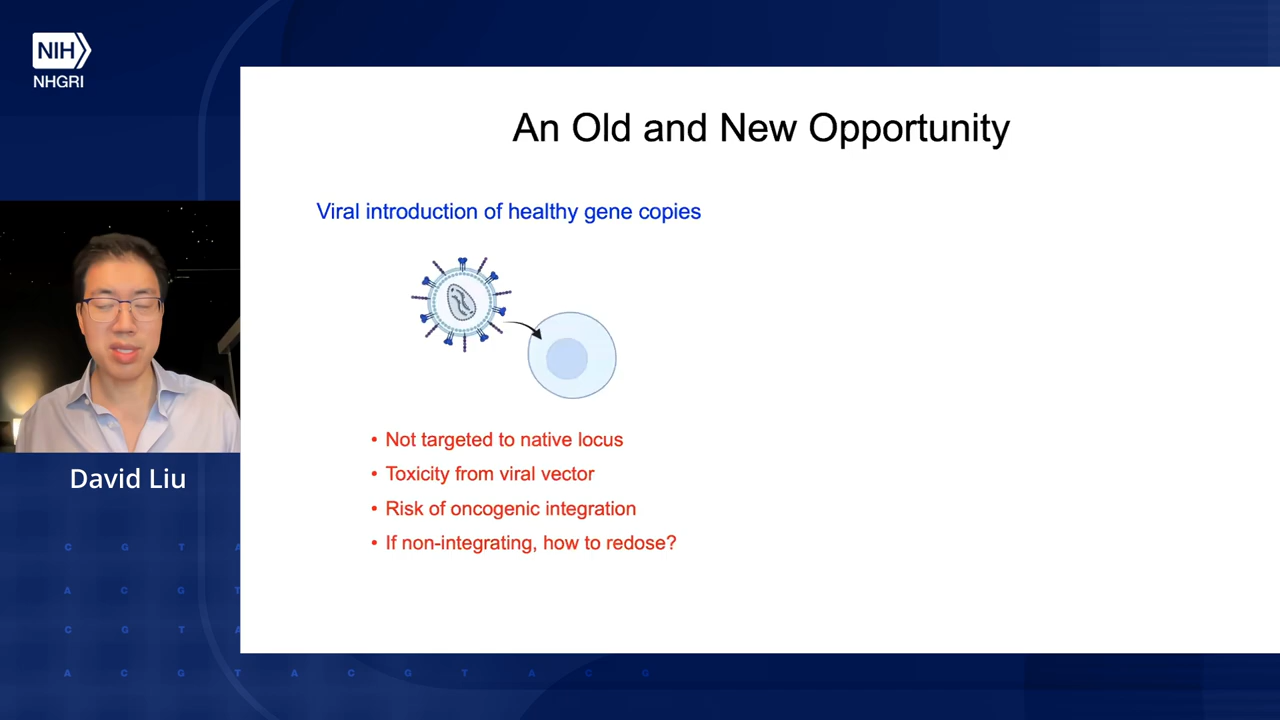 NIH
NHGRI
An Old and New Opportunity
Viral introduction of healthy gene copies
• Not targeted to native locus
• Toxicity from viral vector
• Risk of oncogenic integration
• If non-integrating, how to redose?
David Liu
C G T A
A C G T
C G T A
A C G T A C G T A C G